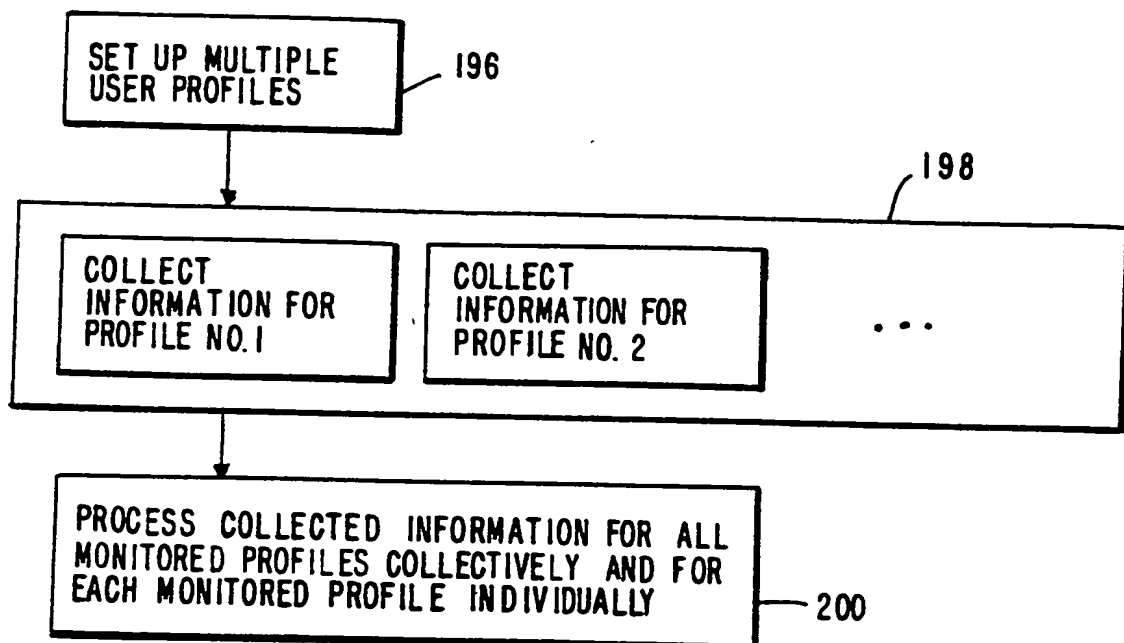 SET UP MULTIPLE
USER PROFILES
196
198
COLLECT
INFORMATION FOR
PROFILE NO. 1
COLLECT
INFORMATION FOR
PROFILE NO. 2
...
PROCESS COLLECTED INFORMATION FOR ALL
MONITORED PROFILES COLLECTIVELY AND FOR
EACH MONITORED PROFILE INDIVIDUALLY
200